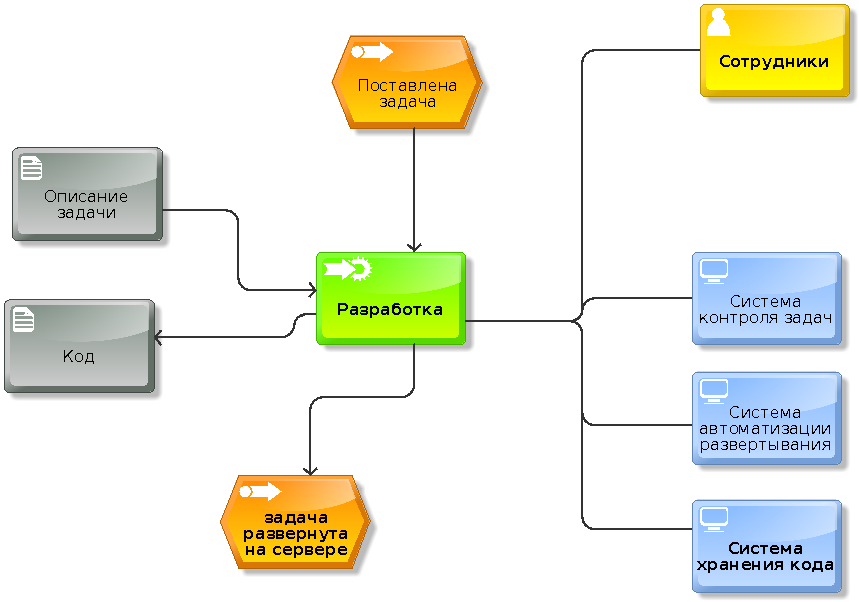 Сотрудники
Поставлена
задача
Описание
задачи
Разработка
Система
контроля задач
Код
Система
автоматизации
развертывания
задача
развернута
на сервере
Система
хранения кода